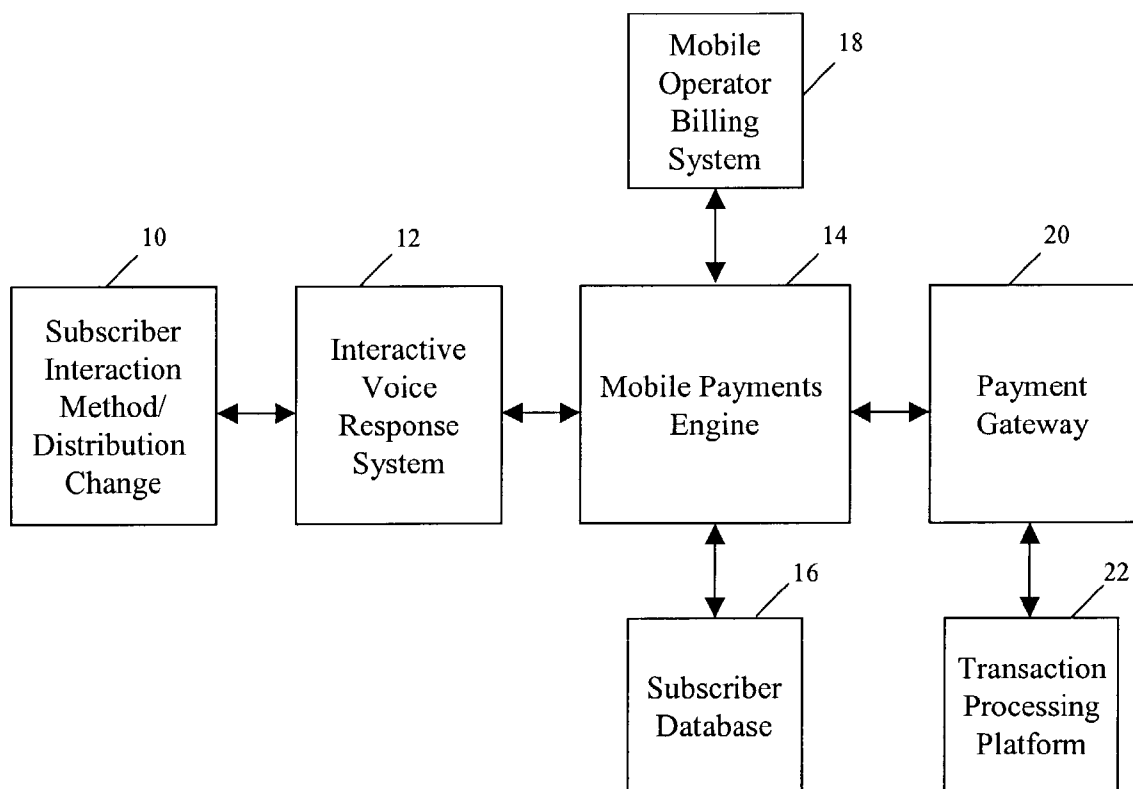 Mobile
Operator
Billing
System
18
10
Subscriber
Interaction
Method/
Distribution
Change
12
Interactive
Voice
Response
System
14
Mobile Payments
Engine
20
Payment
Gateway
16
Subscriber
Database
22
Transaction
Processing
Platform